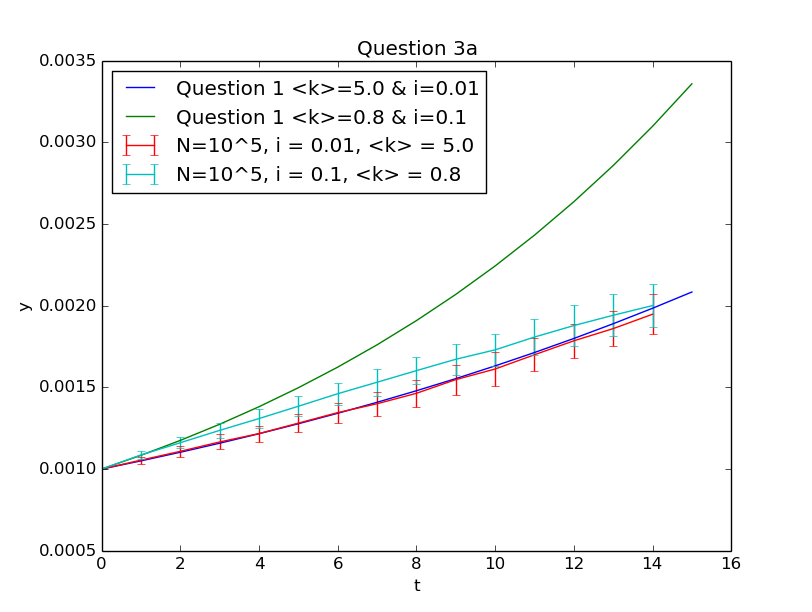 Question 3a
0.0035
0.0030
0.0025
0.0020
0.0015
0.0010
0.0005
y
Question 1 <k>=5.0 & i=0.01
Question 1 <k>=0.8 & i=0.1
N=10^5, i = 0.01, <k> = 5.0
N=10^5, i = 0.1, <k> = 0.8
0 2 4 6 8 10 12 14 16
t